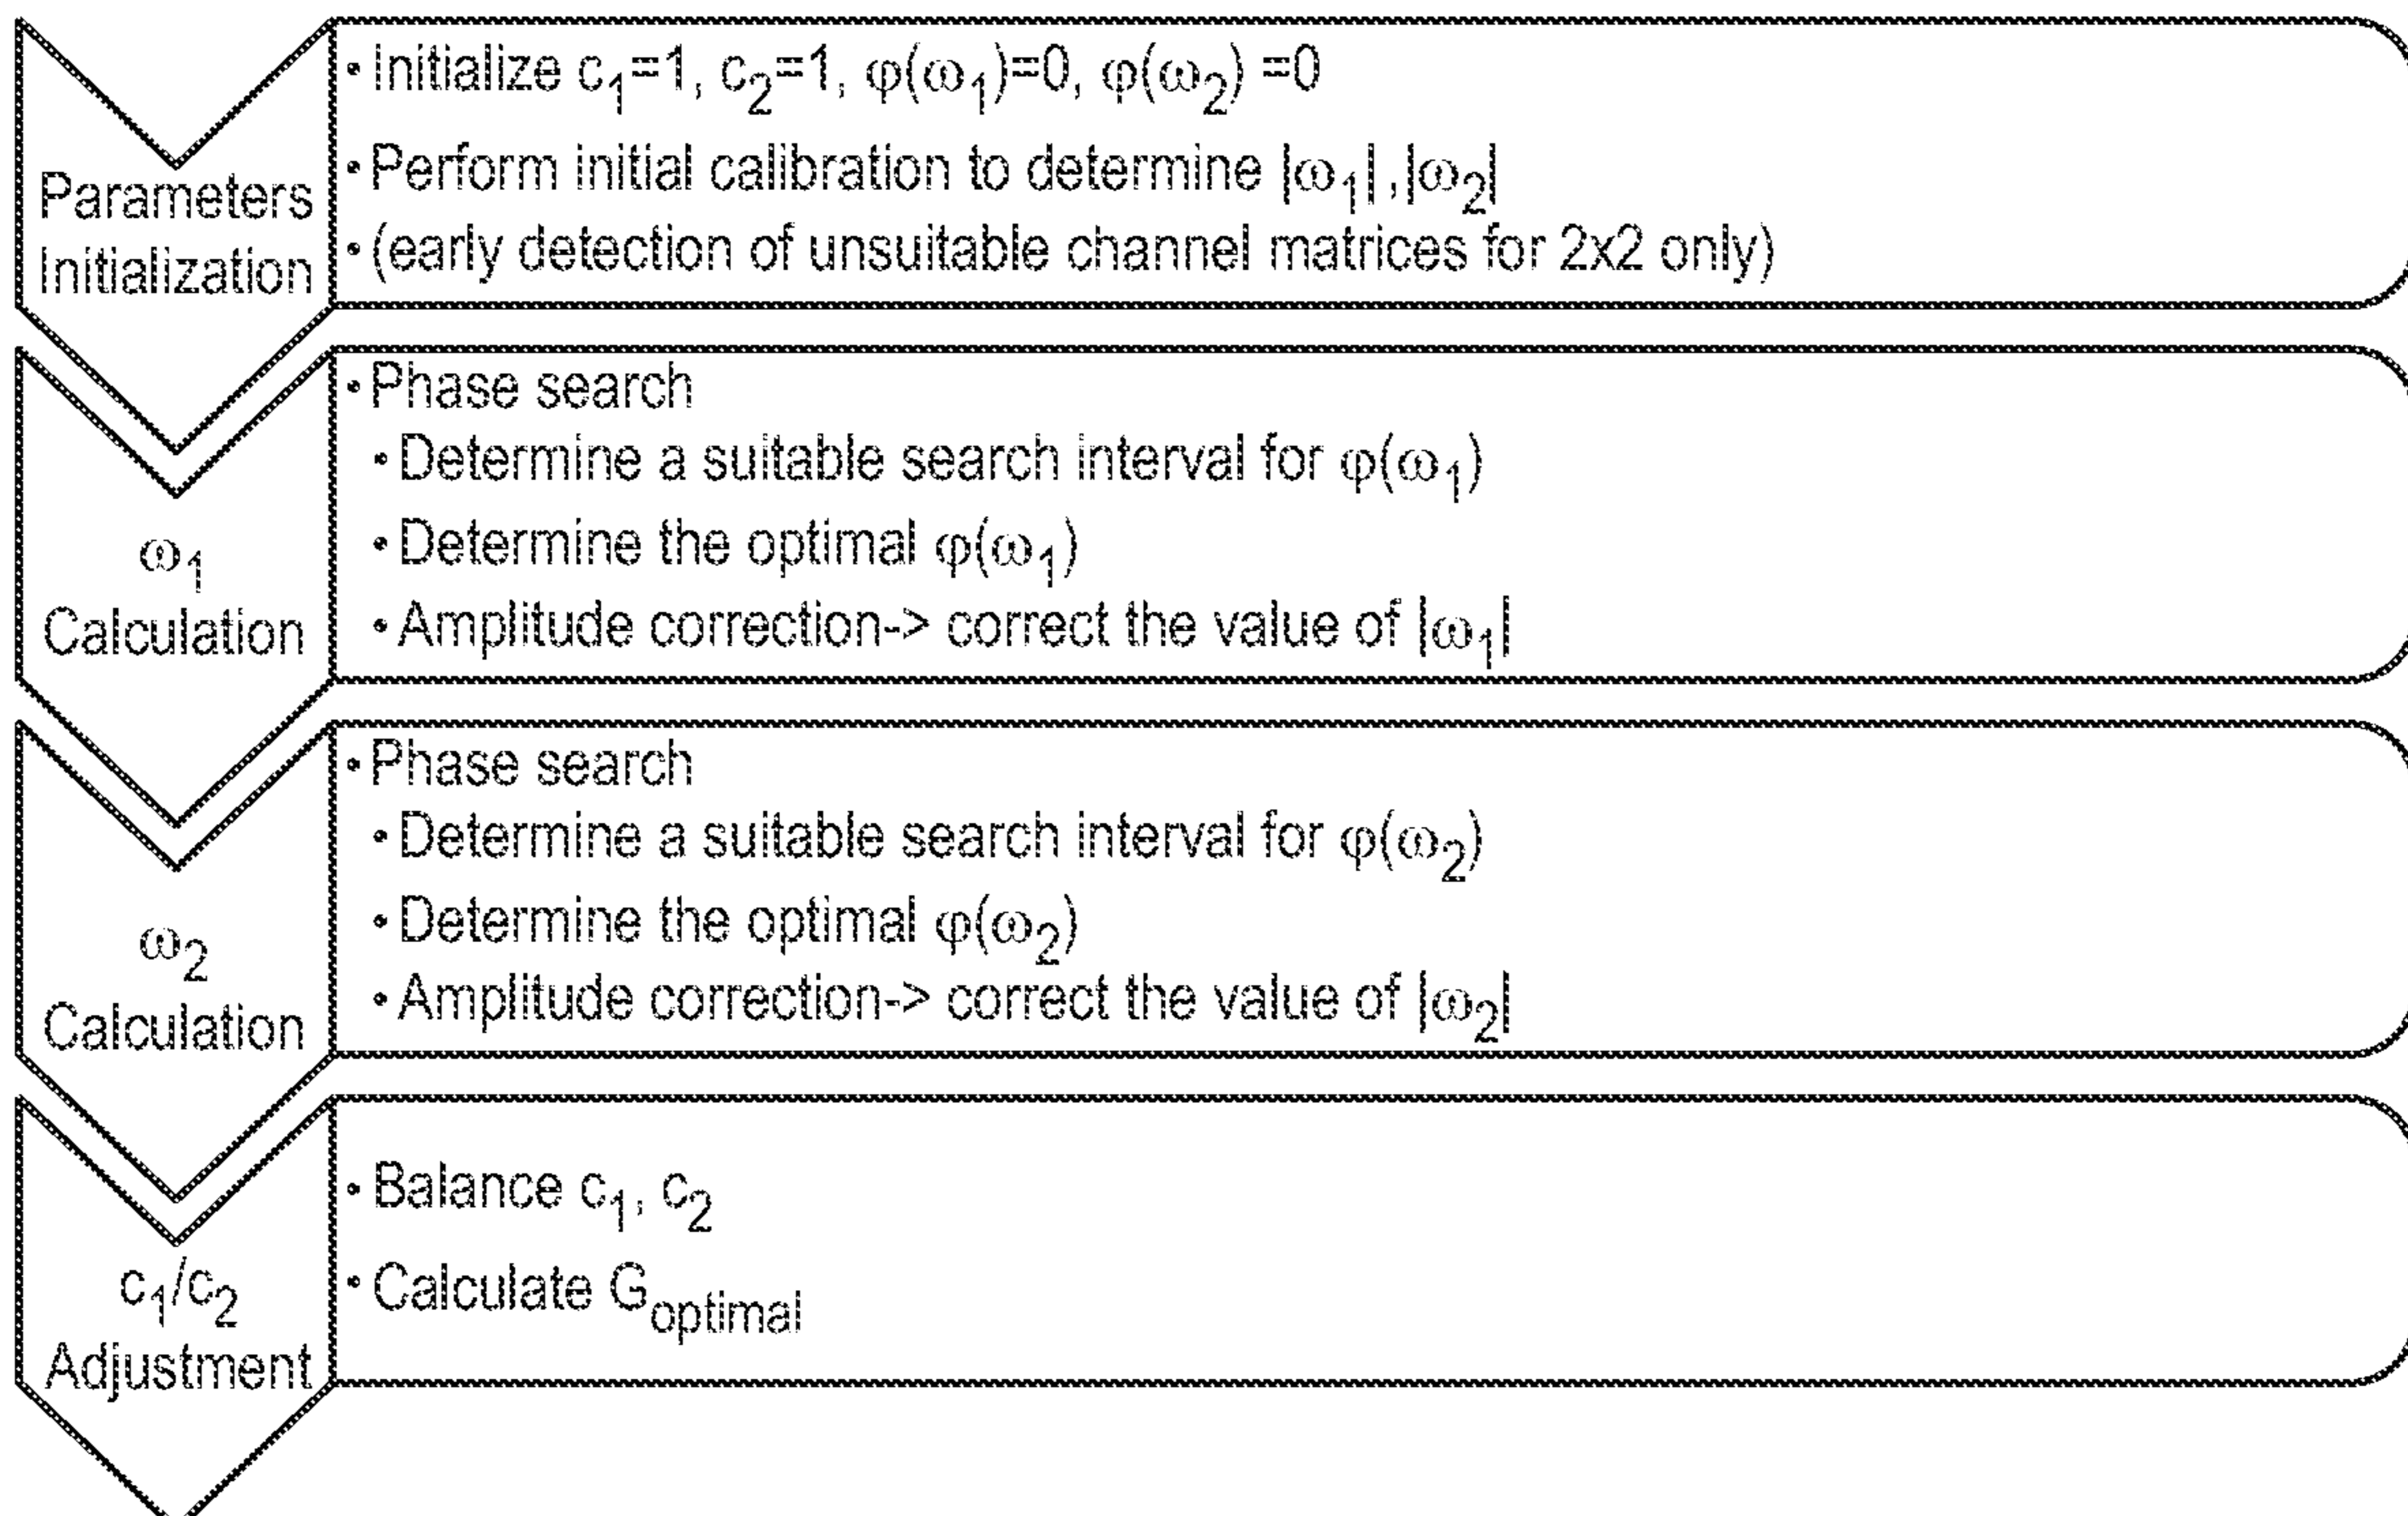 Parameters
Initialization
• Initialize c₁=1, c₂=1, φ(ω₁)=0, φ(ω₂) =0
• Perform initial calibration to determine |ω₁| ,|ω₂|
• (early detection of unsuitable channel matrices for 2x2 only)
ω₁
Calculation
• Phase search
• Determine a suitable search interval for φ(ω₁)
• Determine the optimal φ(ω₁)
• Amplitude correction-> correct the value of |ω₁|
ω₂
Calculation
• Phase search
• Determine a suitable search interval for φ(ω₂)
• Determine the optimal φ(ω₂)
• Amplitude correction-> correct the value of |ω₂|
c₁/c₂
Adjustment
• Balance c₁, c₂
• Calculate G_optimal